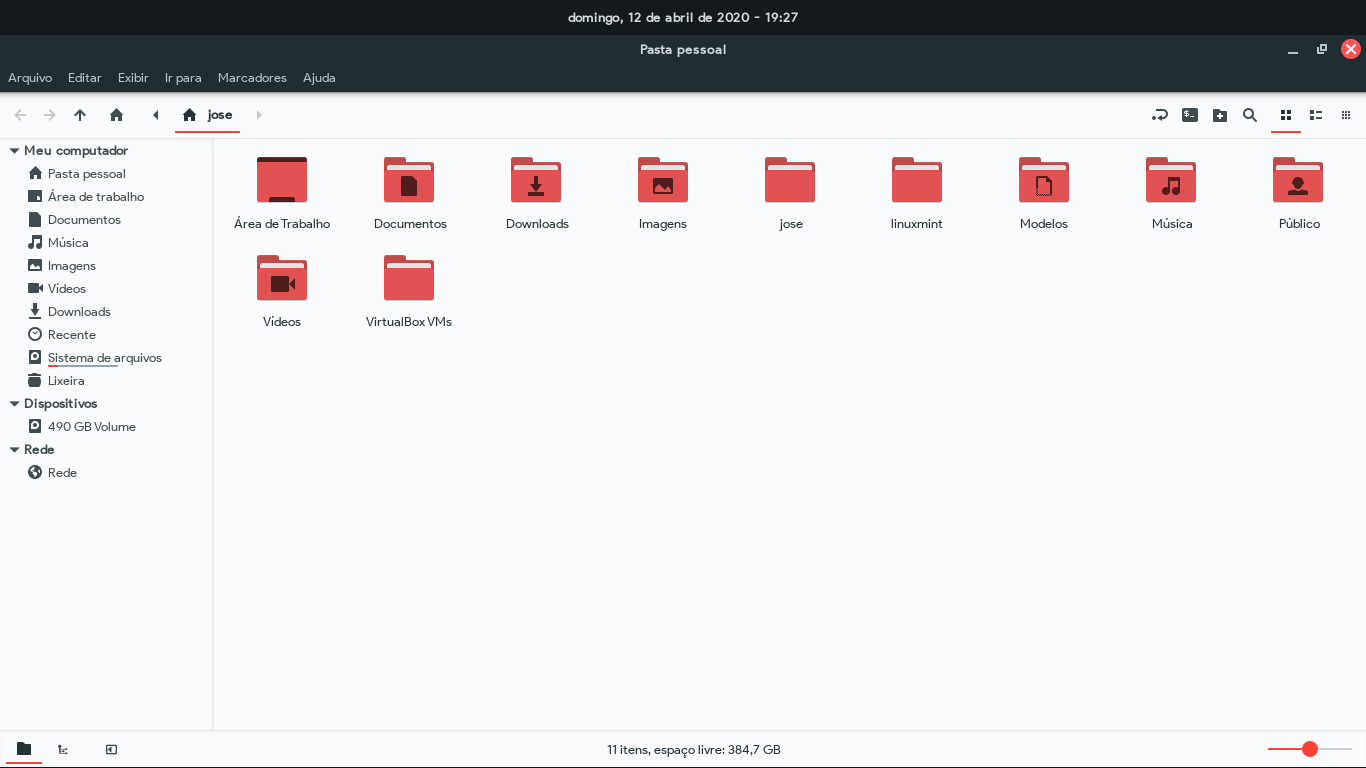 domingo, 12 de abril de 2020 - 19:27
Pasta pessoal
Arquivo Editar Exibir Ir para Marcadores Ajuda
jose
Meu computador
Pasta pessoal
Área de trabalho
Documentos
Música
Imagens
Vídeos
Downloads
Recente
Sistema de arquivos
Lixeira
Dispositivos
490 GB Volume
Rede
Rede
Área de Trabalho Documentos Downloads Imagens jose linuxmint Modelos Música Público
Vídeos VirtualBox VMs
11 itens, espaço livre: 384,7 GB